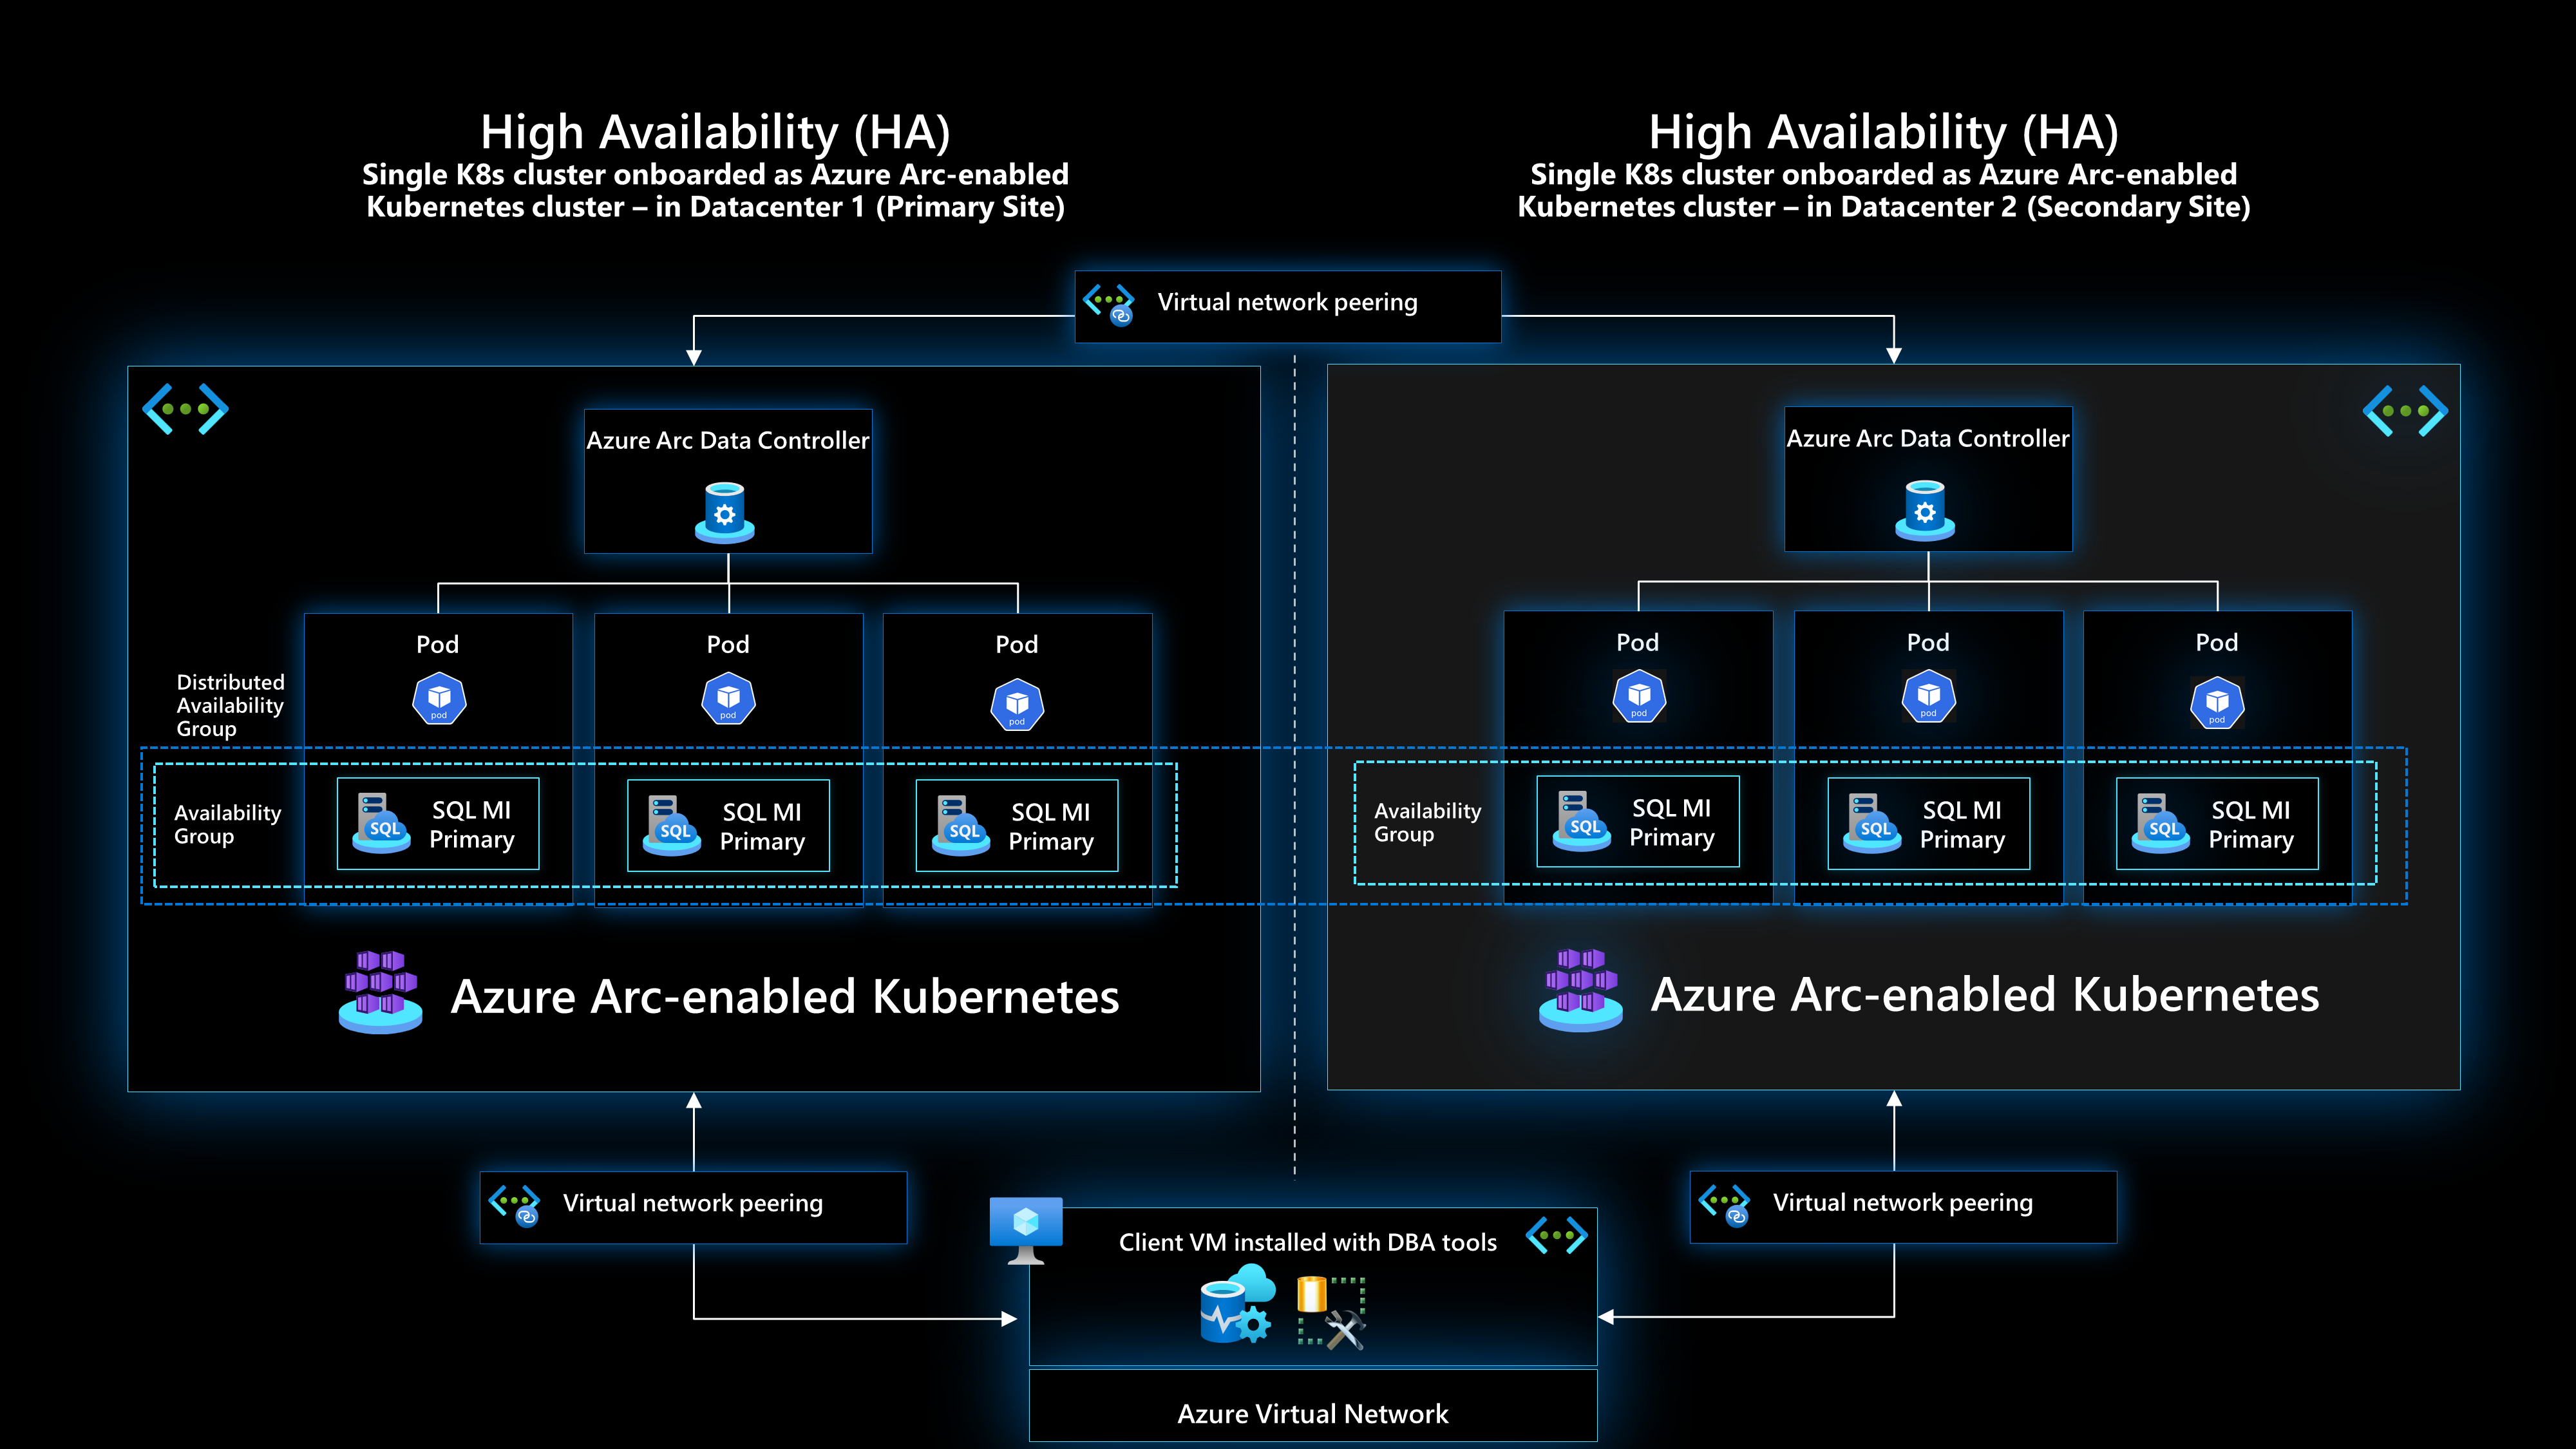 High Availability (HA)
Single K8s cluster onboarded as Azure Arc-enabled
Kubernetes cluster – in Datacenter 1 (Primary Site)
High Availability (HA)
Single K8s cluster onboarded as Azure Arc-enabled
Kubernetes cluster – in Datacenter 2 (Secondary Site)
Virtual network peering
Azure Arc Data Controller
Pod
Pod
Pod
pod
pod
pod
Distributed
Availability
Group
Availability
Group
SQL
SQL MI
Primary
SQL
SQL MI
Primary
SQL
SQL MI
Primary
Azure Arc-enabled Kubernetes
Azure Arc Data Controller
Pod
Pod
Pod
pod
pod
pod
Availability
Group
SQL
SQL MI
Primary
SQL
SQL MI
Primary
SQL
SQL MI
Primary
Azure Arc-enabled Kubernetes
Virtual network peering
Client VM installed with DBA tools
Azure Virtual Network
Virtual network peering